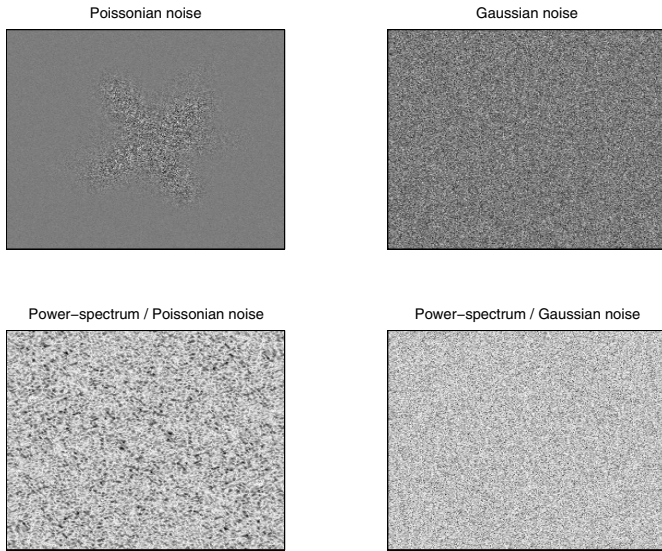 Poissonian noise
Gaussian noise
Power−spectrum / Poissonian noise
Power−spectrum / Gaussian noise